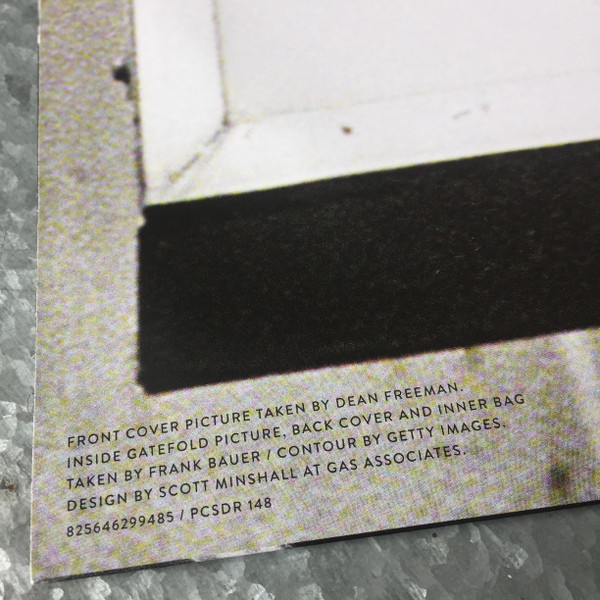 FRONT COVER PICTURE TAKEN BY DEAN FREEMAN.
INSIDE GATEFOLD PICTURE, BACK COVER AND INNER BAG
TAKEN BY FRANK BAUER / CONTOUR BY GETTY IMAGES.
DESIGN BY SCOTT MINSHALL AT GAS ASSOCIATES.
825646299485 / PCSDR 148